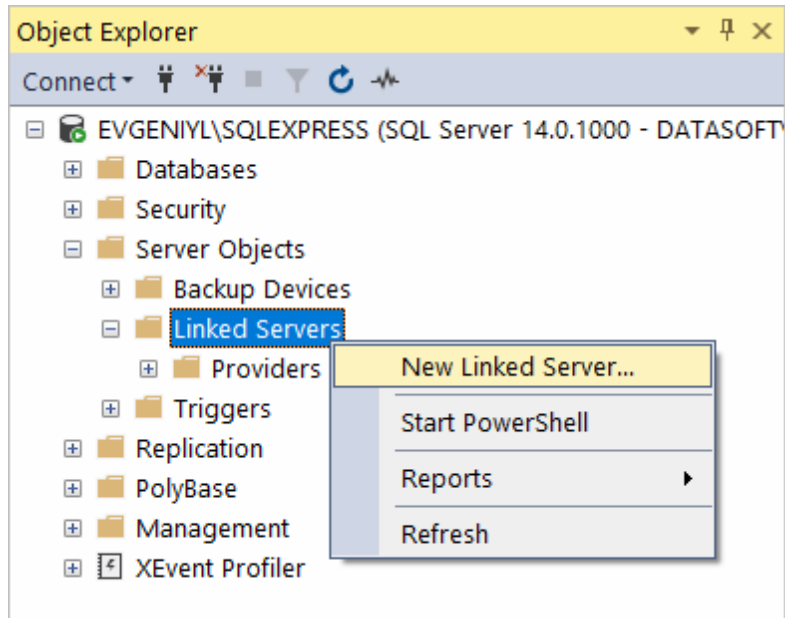 Object Explorer
Connect
EVGENIYL\SQLEXPRESS (SQL Server 14.0.1000 - DATASOFT
Databases
Security
Server Objects
Backup Devices
Linked Servers
Providers
New Linked Server...
Triggers
Start PowerShell
Replication
Reports
PolyBase
Management
Refresh
XEvent Profiler